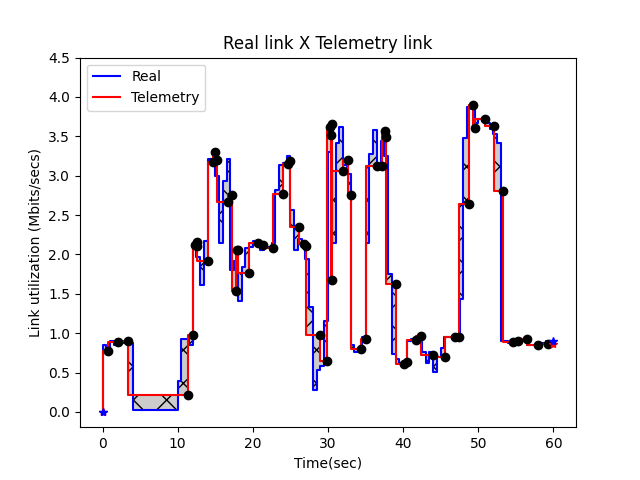 Real link X Telemetry link
Real
Telemetry
Link utilization (Mbits/secs)
4.5
4.0
3.5
3.0
2.5
2.0
1.5
1.0
0.5
0.0
0 10 20 30 40 50 60
Time(sec)